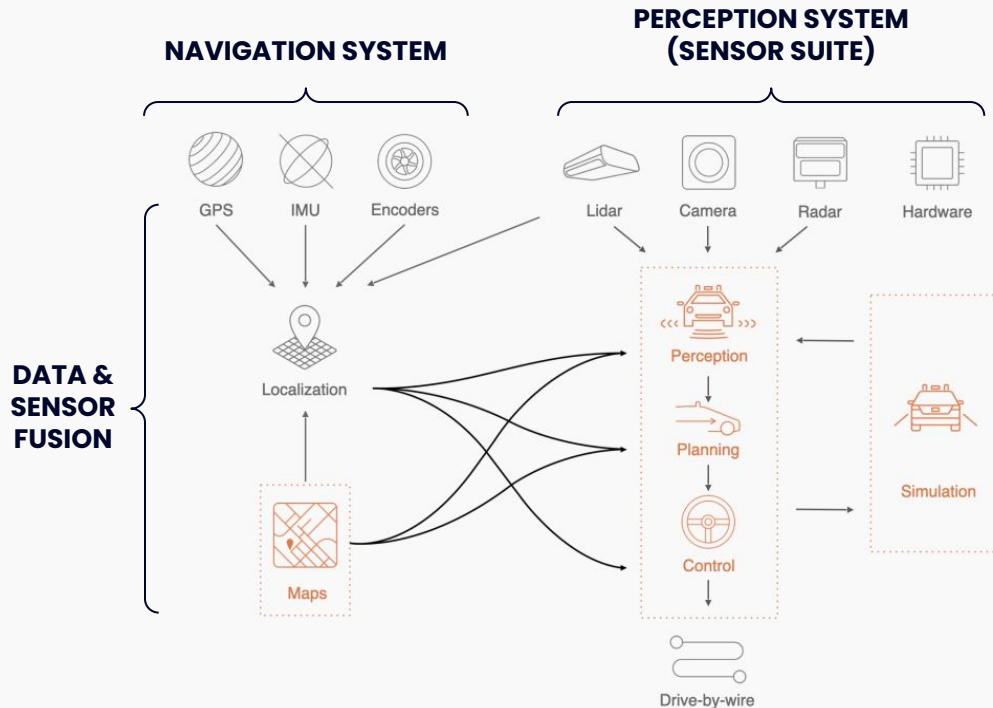 NAVIGATION SYSTEM
PERCEPTION SYSTEM
(SENSOR SUITE)
GPS
IMU
Encoders
Lidar
Camera
Radar
Hardware
DATA &
SENSOR
FUSION
Localization
Perception
Planning
Simulation
Control
Maps
Drive-by-wire